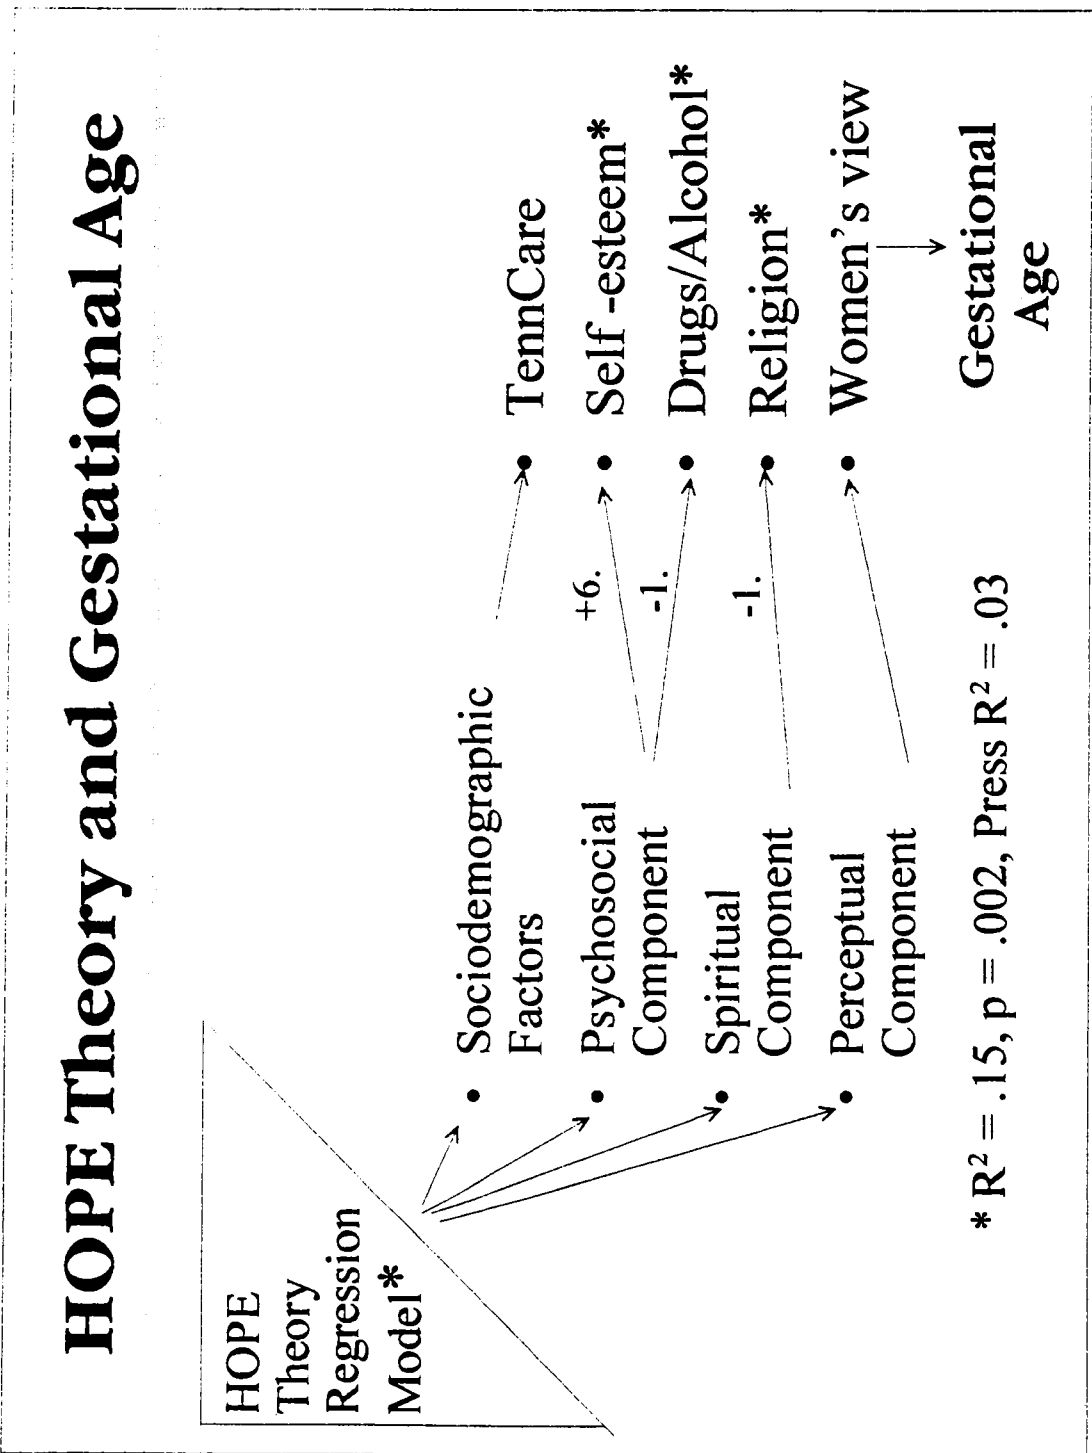 HOPE Theory and Gestational Age
HOPE
Theory
Regression
Model*
• Sociodemographic
Factors
• Psychosocial
Component
• Spiritual
Component
• Perceptual
Component
+6.
-1.
-1.
• TennCare
• Self -esteem*
• Drugs/Alcohol*
• Religion*
• Women's view
Gestational
Age
* R² = .15, p = .002, Press R² = .03